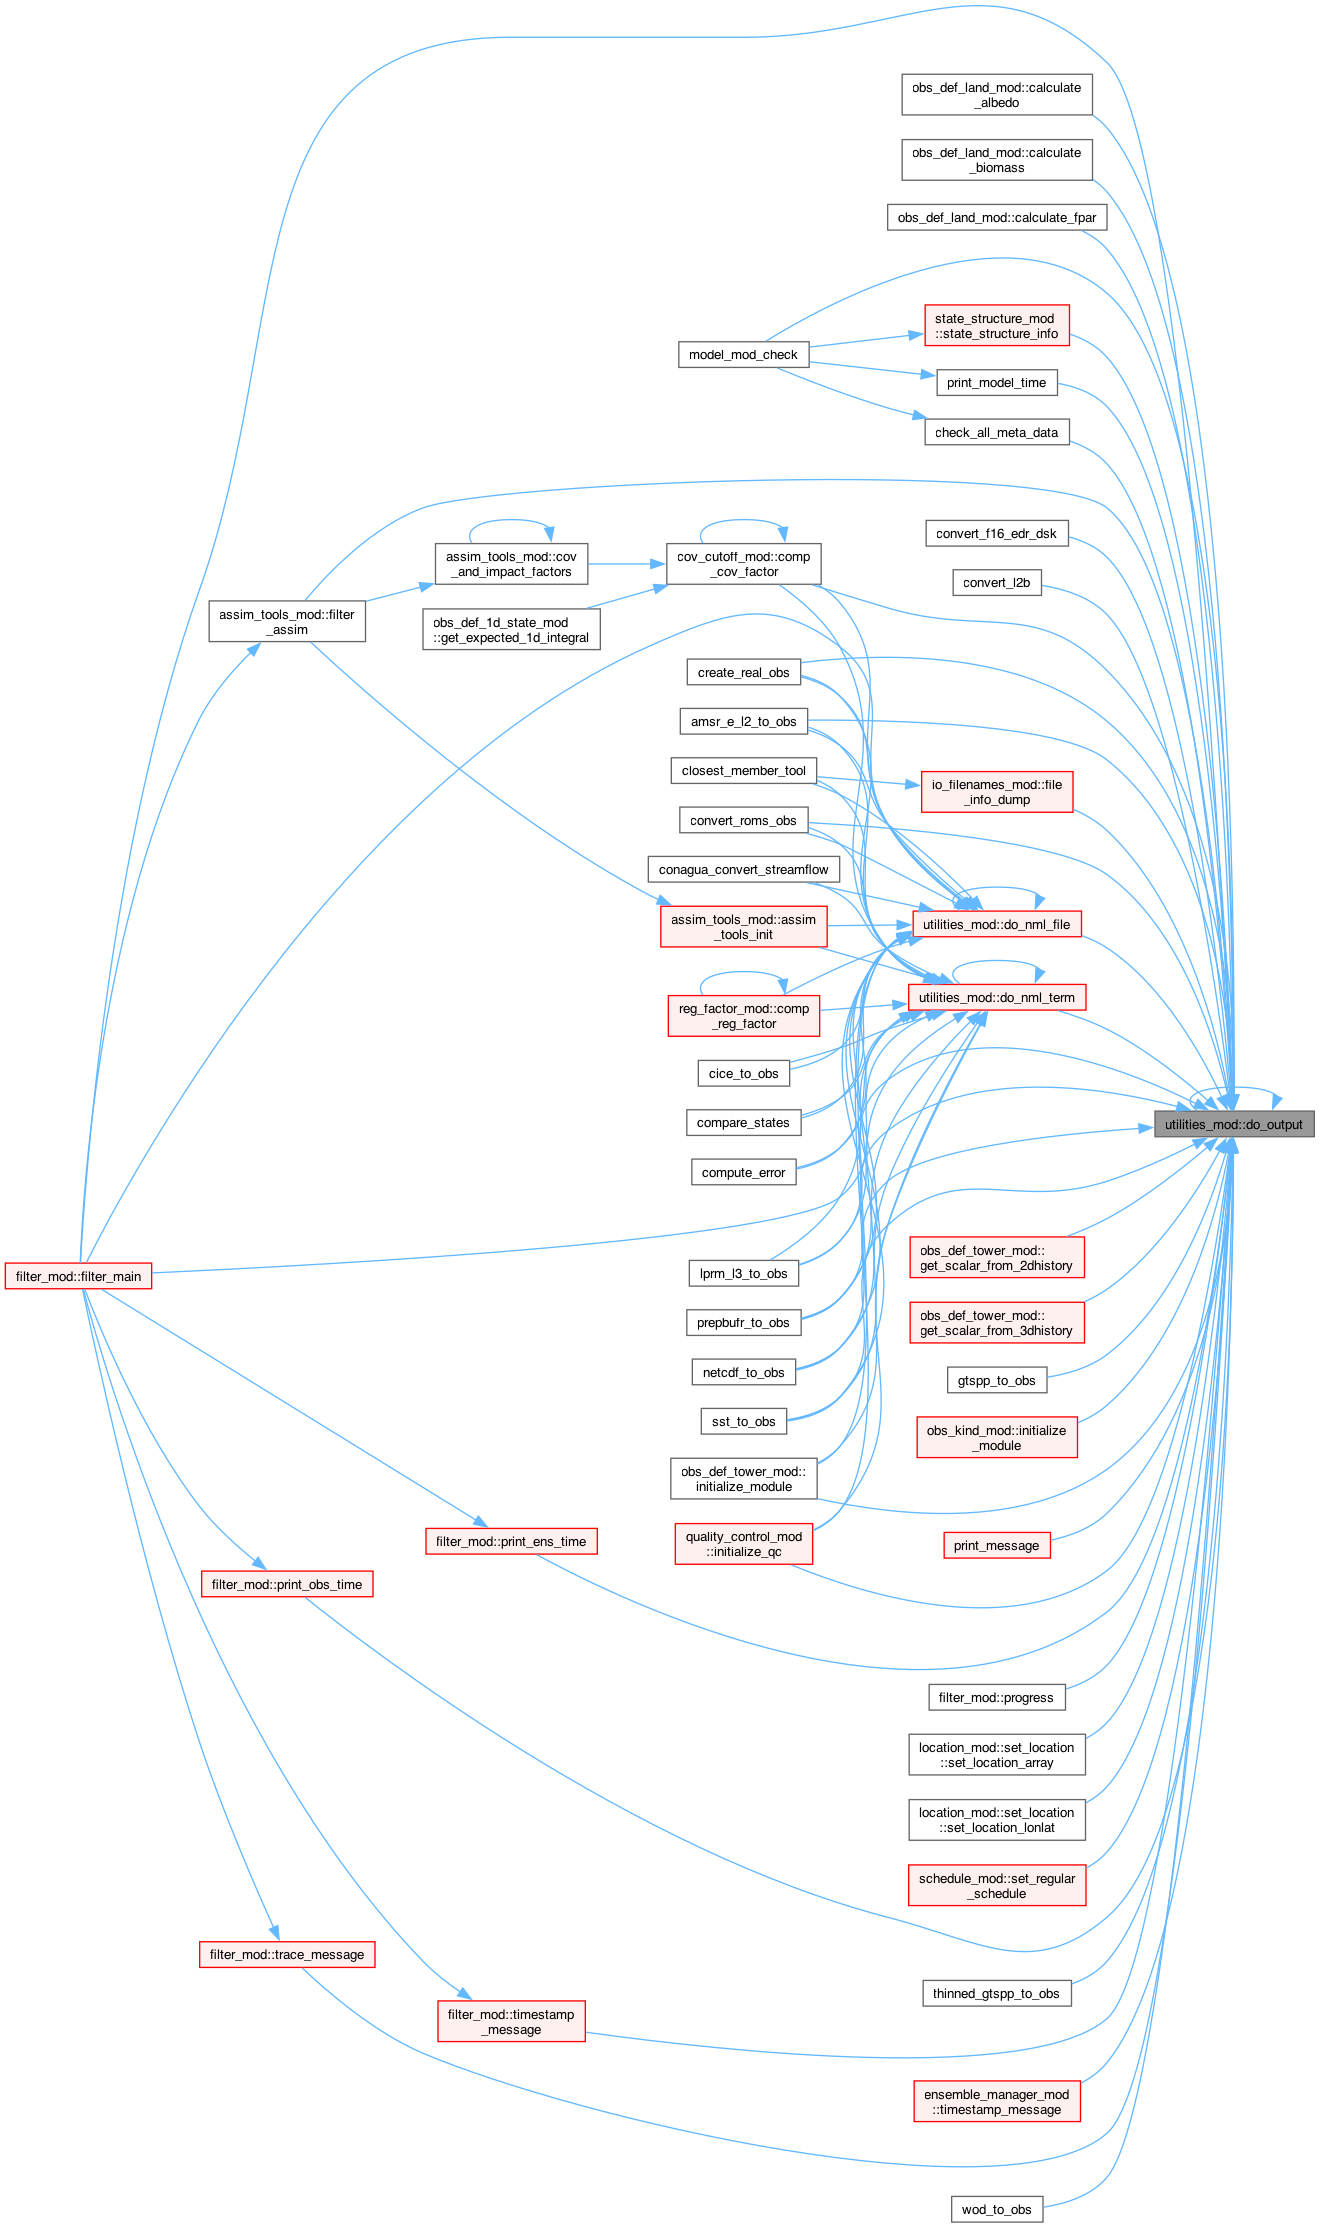 obs_def_land_mod::calculate
_albedo
obs_def_land_mod::calculate
_biomass
obs_def_land_mod::calculate_fpar
state_structure_mod
::state_structure_info
model_mod_check
print_model_time
check_all_meta_data
convert_f16_edr_dsk
assim_tools_mod::cov
_and_impact_factors
cov_cutoff_mod::comp
_cov_factor
convert_l2b
assim_tools_mod::filter
_assim
obs_def_1d_state_mod
::get_expected_1d_integral
create_real_obs
amsr_e_l2_to_obs
closest_member_tool
io_filenames_mod::file
_info_dump
convert_roms_obs
conagua_convert_streamflow
assim_tools_mod::assim
_tools_init
utilities_mod::do_nml_file
utilities_mod::do_nml_term
reg_factor_mod::comp
_reg_factor
cice_to_obs
compare_states
utilities_mod::do_output
compute_error
obs_def_tower_mod::
get_scalar_from_2dhistory
filter_mod::filter_main
lprm_l3_to_obs
prepbufr_to_obs
obs_def_tower_mod::
get_scalar_from_3dhistory
netcdf_to_obs
gtspp_to_obs
sst_to_obs
obs_kind_mod::initialize
_module
obs_def_tower_mod::
initialize_module
quality_control_mod
::initialize_qc
filter_mod::print_ens_time
print_message
filter_mod::print_obs_time
filter_mod::progress
location_mod::set_location
::set_location_array
location_mod::set_location
::set_location_lonlat
schedule_mod::set_regular
_schedule
filter_mod::trace_message
thinned_gtspp_to_obs
filter_mod::timestamp
_message
ensemble_manager_mod
::timestamp_message
wod_to_obs